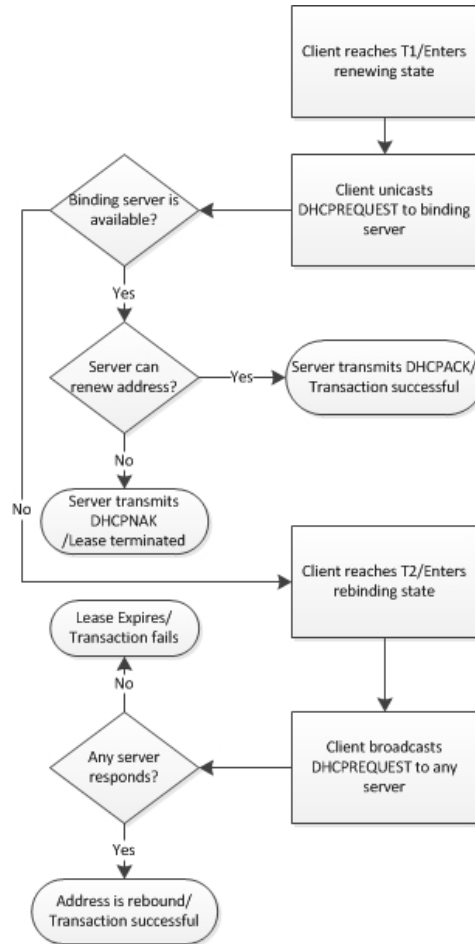 Client reaches T1/Enters
renewing state
Client unicasts
DHCPREQUEST to binding
server
Binding server is
available?
Yes
Server can
renew address?
Yes
Server transmits DHCPACK/
Transaction successful
No
Server transmits
DHCPNAK
/Lease terminated
No
Client reaches T2/Enters
rebinding state
Client broadcasts
DHCPREQUEST to any
server
Any server
responds?
No
Lease Expires/
Transaction fails
Yes
Address is rebound/
Transaction successful